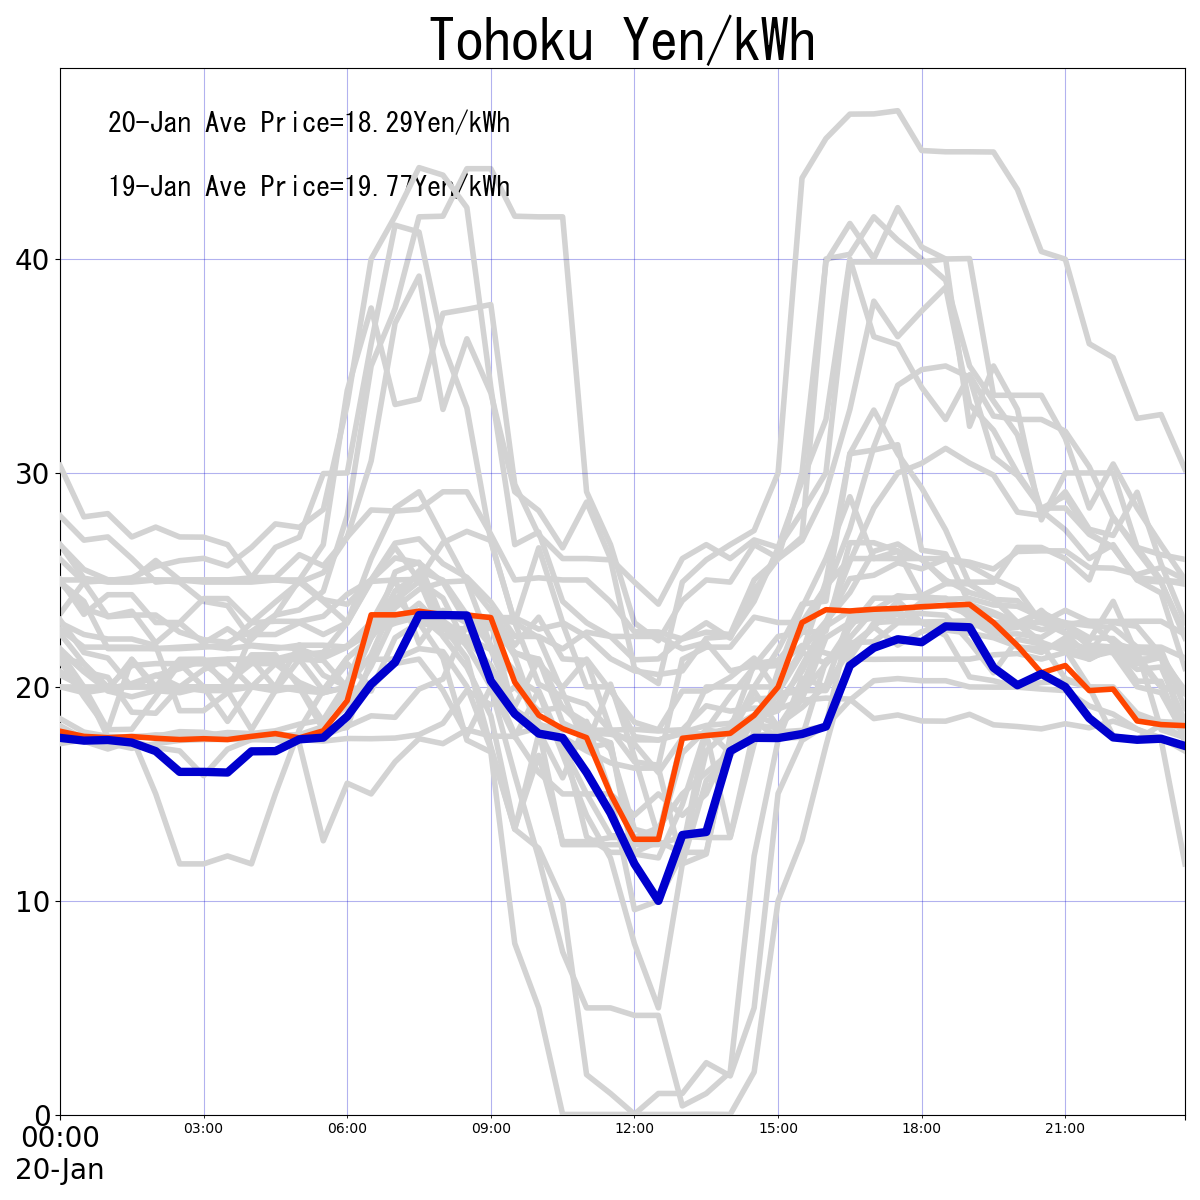 Tohoku Yen/kWh
20-Jan Ave Price=18.29Yen/kWh
19-Jan Ave Price=19.77Yen/kWh
40
30
20
10
0
00:00 03:00 06:00 09:00 12:00 15:00 18:00 21:00
20-Jan